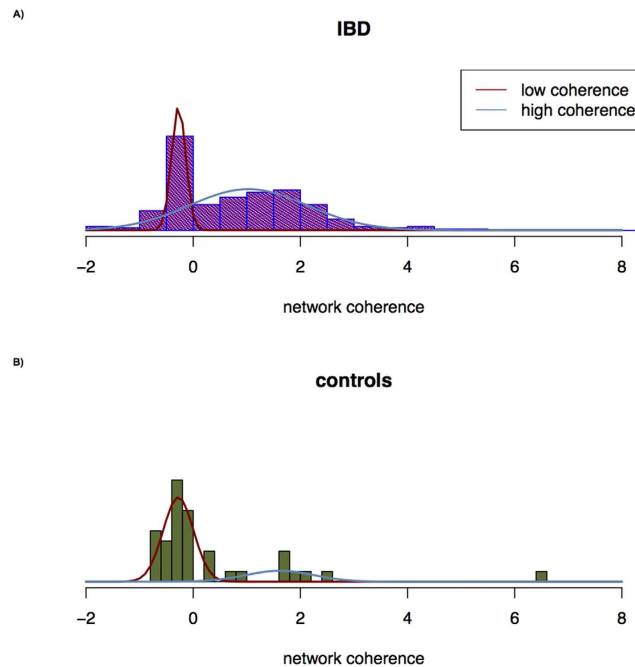 A)
IBD
low coherence
high coherence
−2 0 2 4 6 8
network coherence
B)
controls
−2 0 2 4 6 8
network coherence